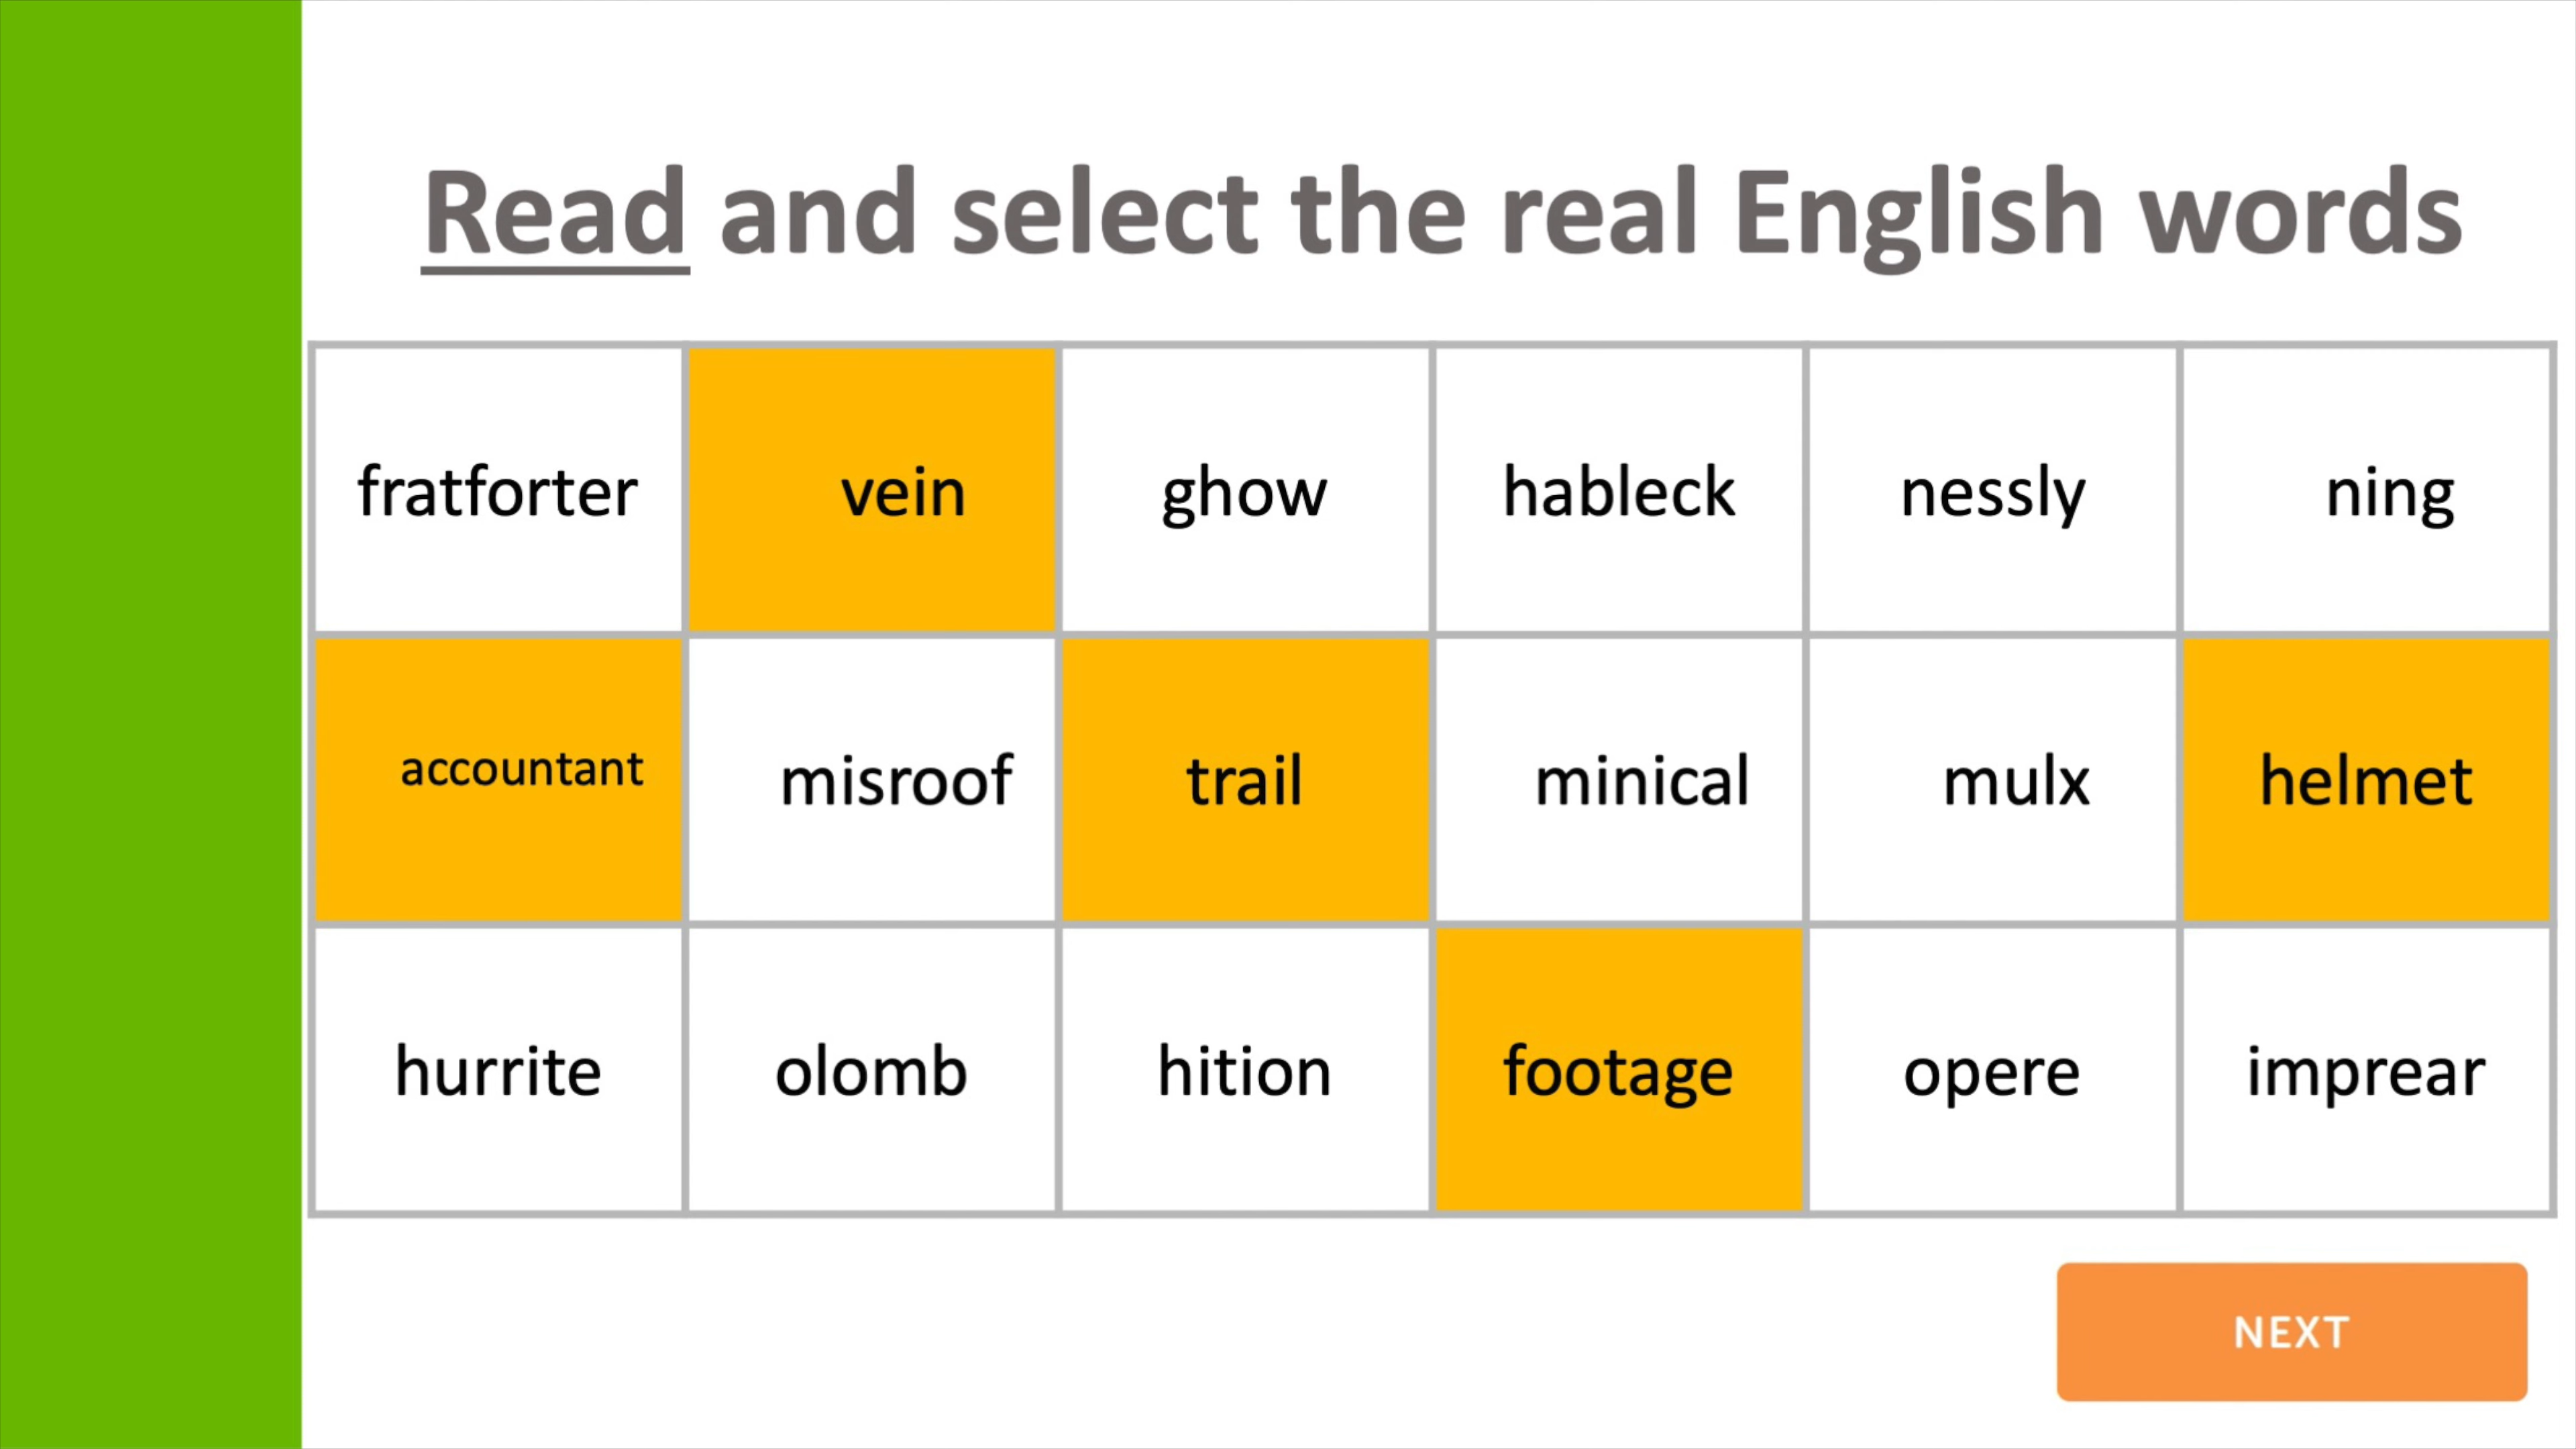 Read and select the real English words
fratforter vein ghow hableck nessly ning
accountant misroof trail minical mulx helmet
hurrite olomb hition footage opere imprear
NEXT